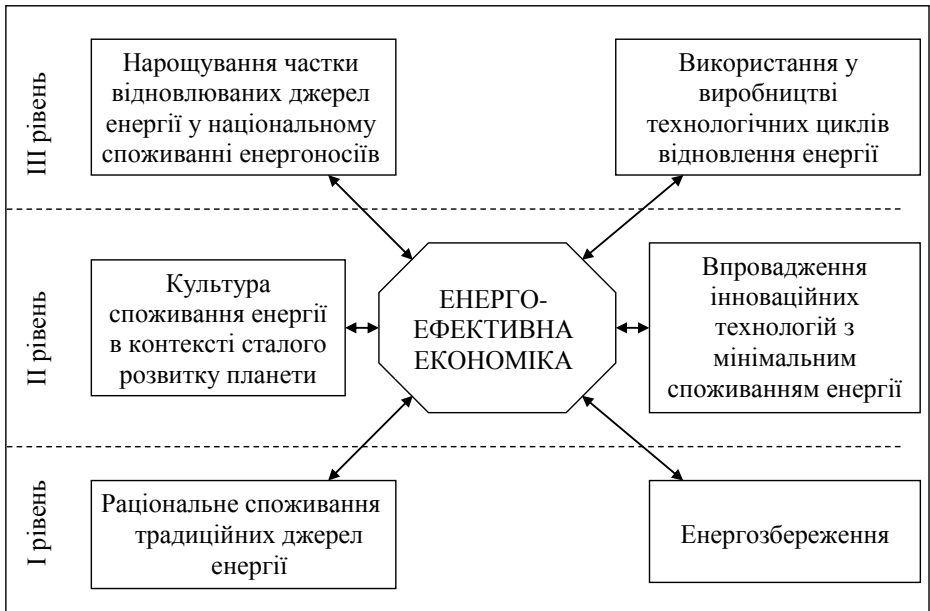 III рівень
Нарощування частки
відновлюваних джерел
енергії у національному
споживанні енергоносіїв
Використання у
виробництві
технологічних циклів
відновлення енергії
II рівень
Культура
споживання енергії
в контексті сталого
розвитку планети
ЕНЕРГО-
ЕФЕКТИВНА
ЕКОНОМІКА
Впровадження
інноваційних
технологій з
мінімальним
споживанням енергії
I рівень
Раціональне споживання
традиційних джерел
енергії
Енергозбереження